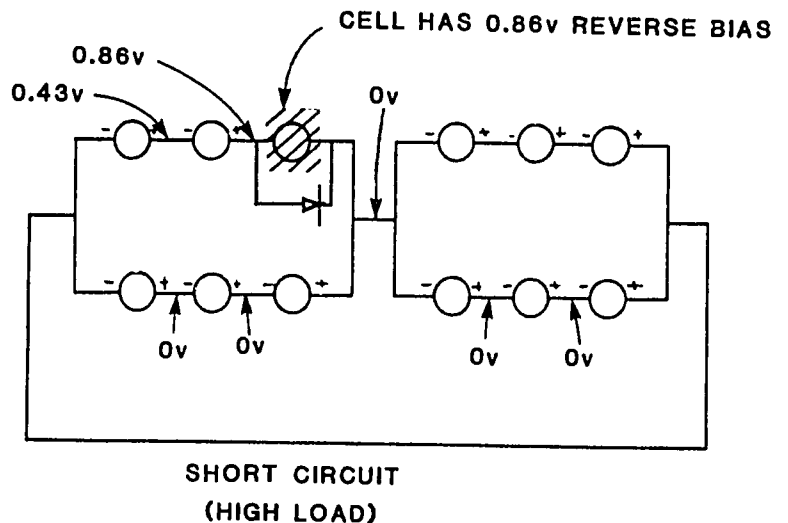 CELL HAS 0.86v REVERSE BIAS
0.86v
0.43v
0v
- + - +
- + - + - +
- + - + - +
- + - + - +
0v 0v
0v 0v
SHORT CIRCUIT
(HIGH LOAD)